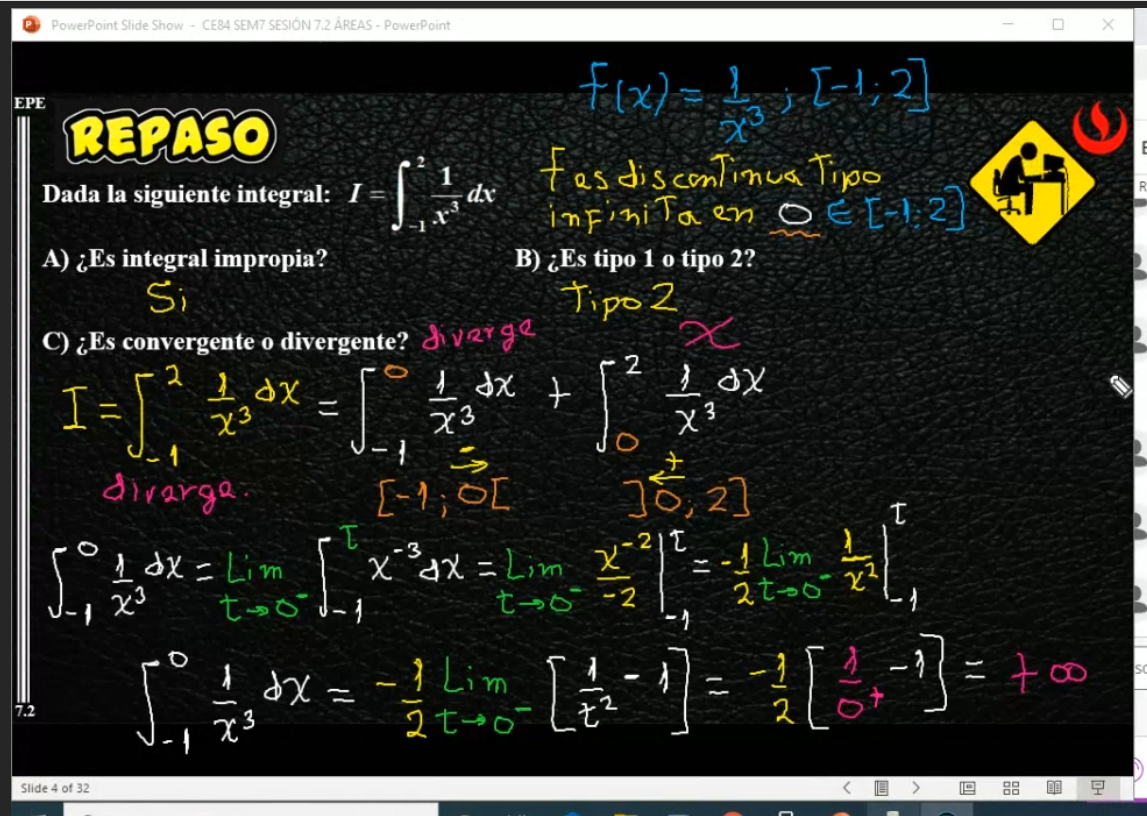 PowerPoint Slide Show - CE84 SEM7 SESIÓN 7.2 ÁREAS - PowerPoint
F(x) = 1/x³ ; [-1; 2]
EPE
REPASO
Dada la siguiente integral: I = ∫₋₁² 1/x³ dx
F es discontinua Tipo
infiniTa en 0 ∈ [-1; 2]
A) ¿Es integral impropia? B) ¿Es tipo 1 o tipo 2?
Si Tipo 2
C) ¿Es convergente o divergente? diverge x
I = ∫₋₁² 1/x³ dx = ∫₋₁⁰ 1/x³ dx + ∫₀² 1/x³ dx
- → ← +
diverge. [-1; 0[ ]0; 2]
∫₋₁⁰ 1/x³ dx = Lim t→0⁻ ∫₋₁ᵗ x⁻³ dx = Lim t→0⁻ x⁻²/-2 |₋₁ᵗ = -1/2 Lim t→0⁻ 1/x² |₋₁ᵗ
∫₋₁⁰ 1/x³ dx = -1/2 Lim t→0⁻ [1/t² - 1] = -1/2 [1/0⁺ - 1] = +∞
7.2
Slide 4 of 32